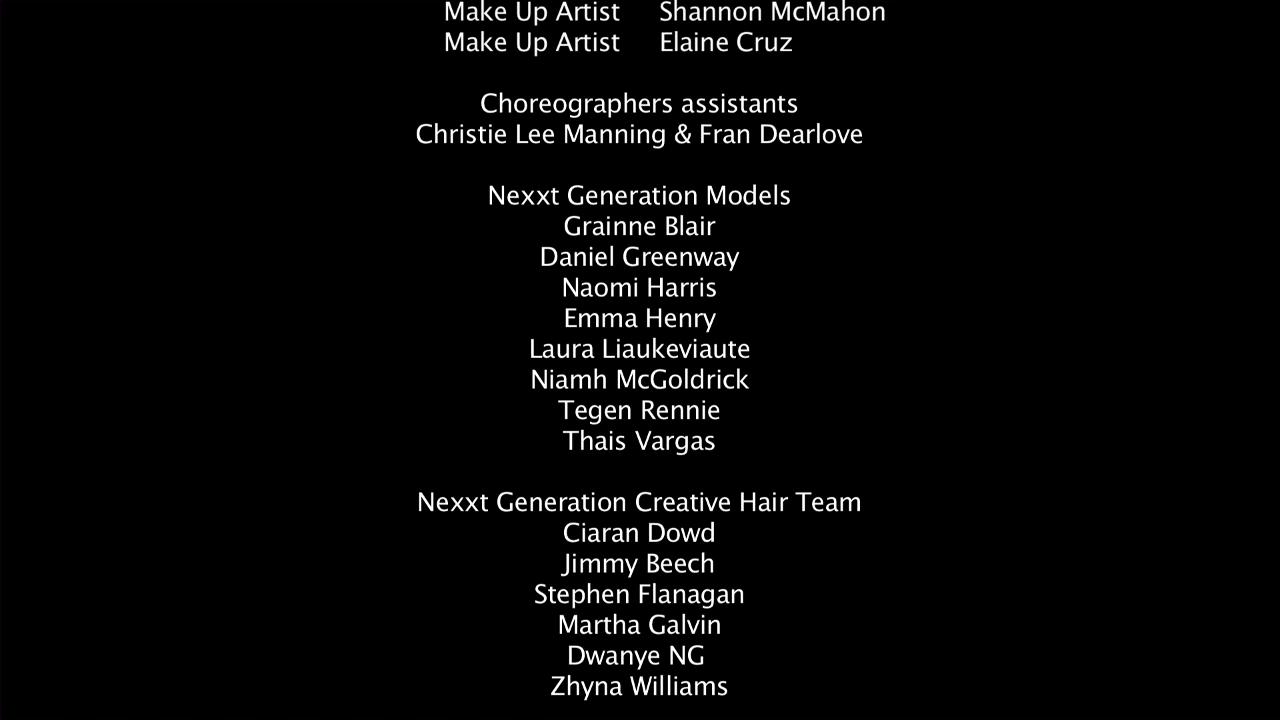 Make Up Artist Shannon McMahon
Make Up Artist Elaine Cruz
Choreographers assistants
Christie Lee Manning & Fran Dearlove
Nexxt Generation Models
Grainne Blair
Daniel Greenway
Naomi Harris
Emma Henry
Laura Liaukeviaute
Niamh McGoldrick
Tegen Rennie
Thais Vargas
Nexxt Generation Creative Hair Team
Ciaran Dowd
Jimmy Beech
Stephen Flanagan
Martha Galvin
Dwanye NG
Zhyna Williams